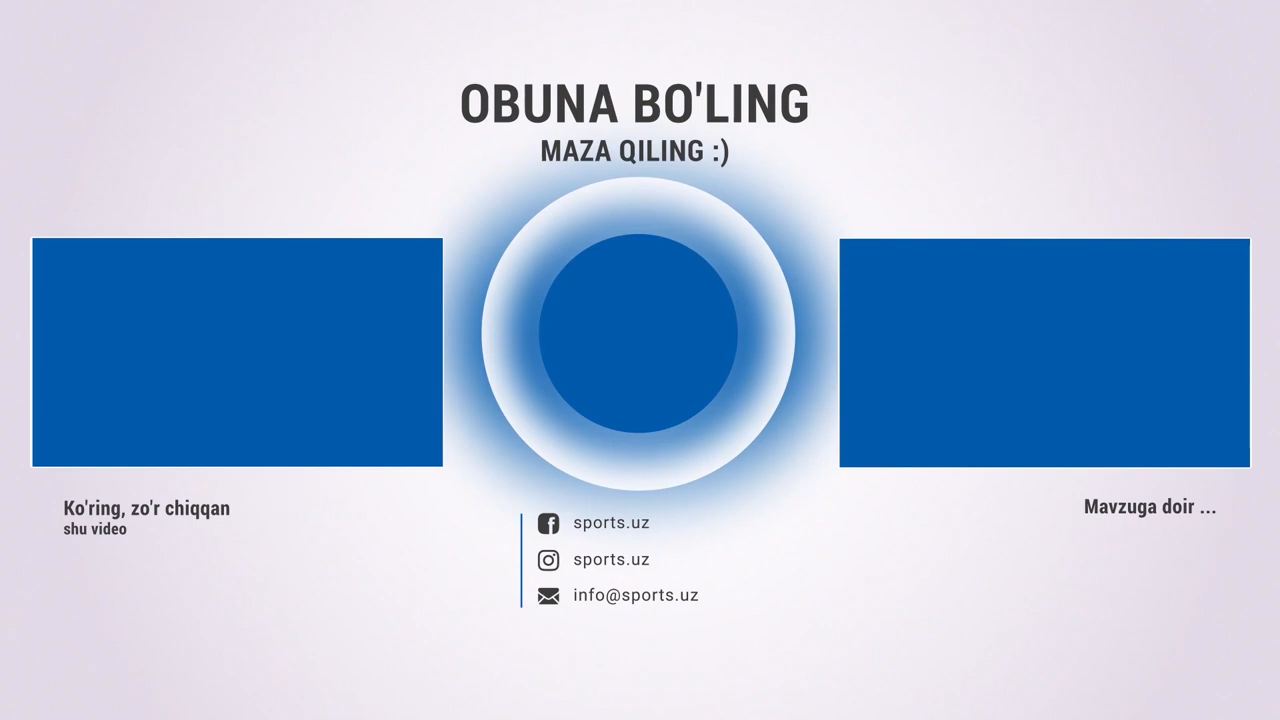 OBUNA BO'LING
MAZA QILING :)
Ko'ring, zo'r chiqqan
shu video
Mavzuga doir ...
sports.uz
sports.uz
info@sports.uz